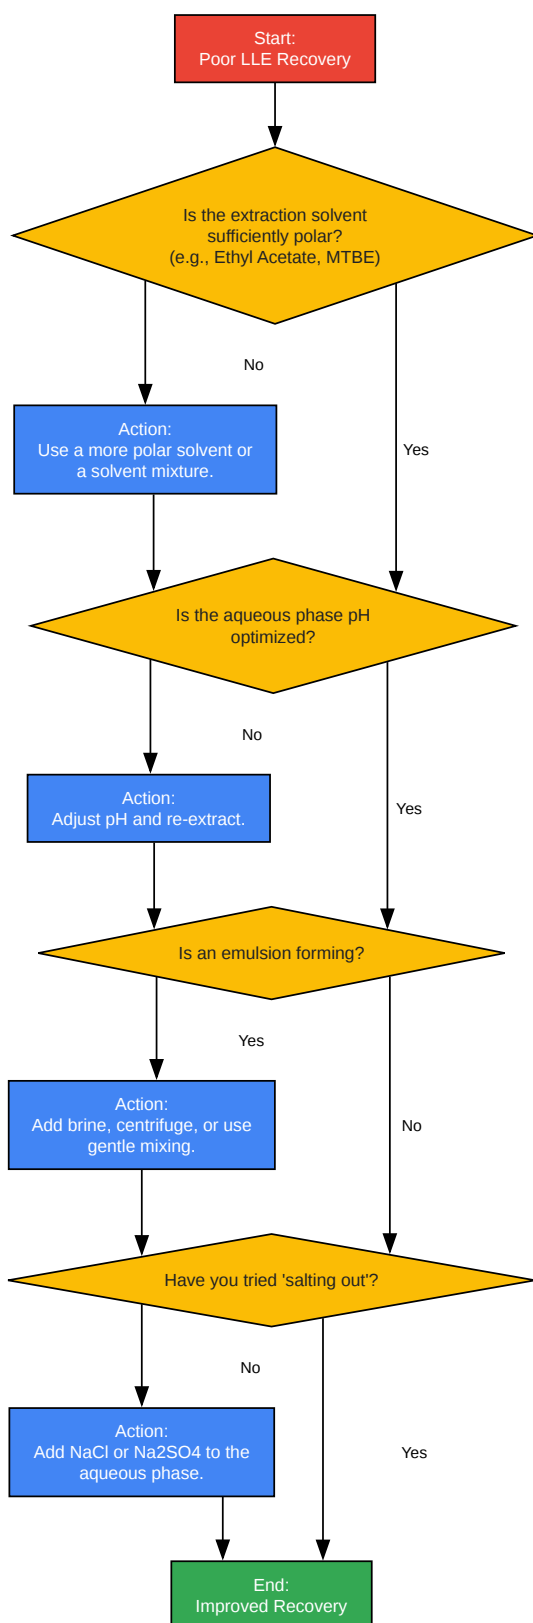 Start:
Poor LLE Recovery
Is the extraction solvent
sufficiently polar?
(e.g., Ethyl Acetate, MTBE)
No
Action:
Use a more polar solvent or
a solvent mixture.
Yes
Is the aqueous phase pH
optimized?
No
Action:
Adjust pH and re-extract.
Yes
Is an emulsion forming?
Yes
Action:
Add brine, centrifuge, or use
gentle mixing.
No
Have you tried 'salting out'?
No
Action:
Add NaCl or Na2SO4 to the
aqueous phase.
Yes
End:
Improved Recovery